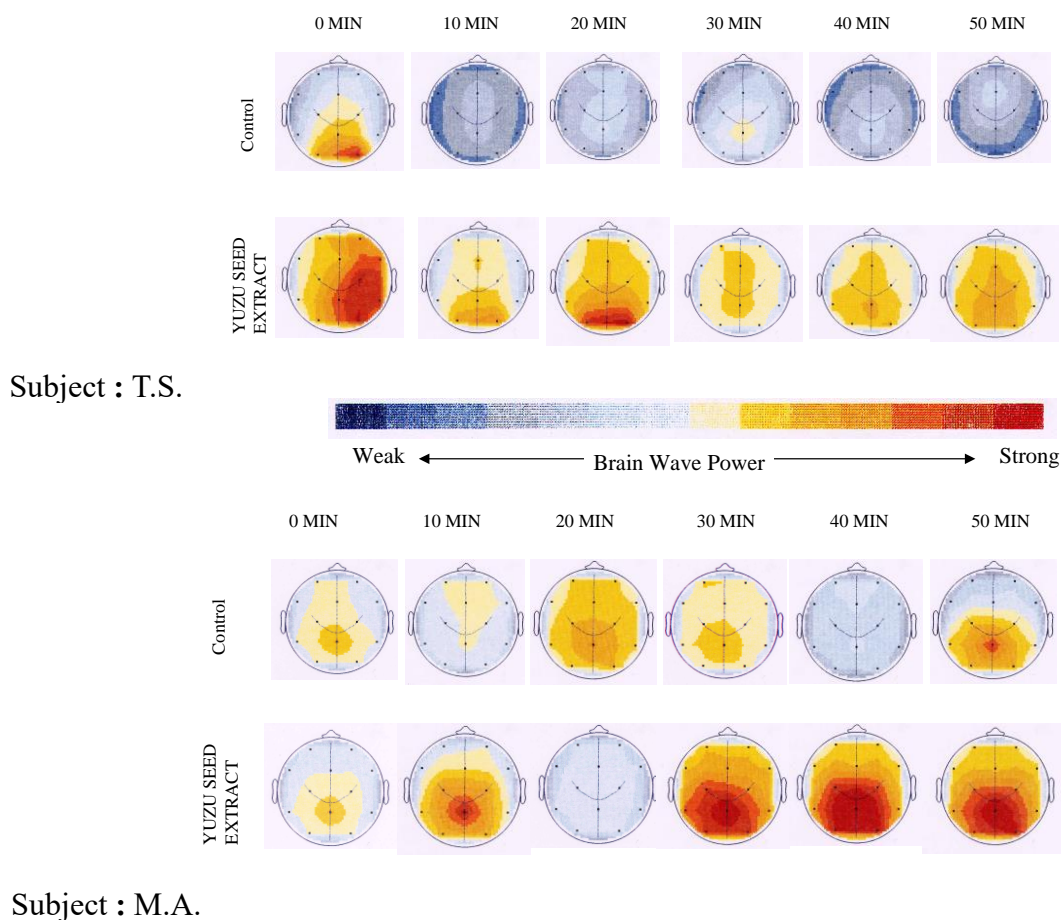 0 MIN 10 MIN 20 MIN 30 MIN 40 MIN 50 MIN
Control
YUZU SEED
EXTRACT
Subject : T.S.
Weak Brain Wave Power Strong
0 MIN 10 MIN 20 MIN 30 MIN 40 MIN 50 MIN
Control
YUZU SEED
EXTRACT
Subject : M.A.